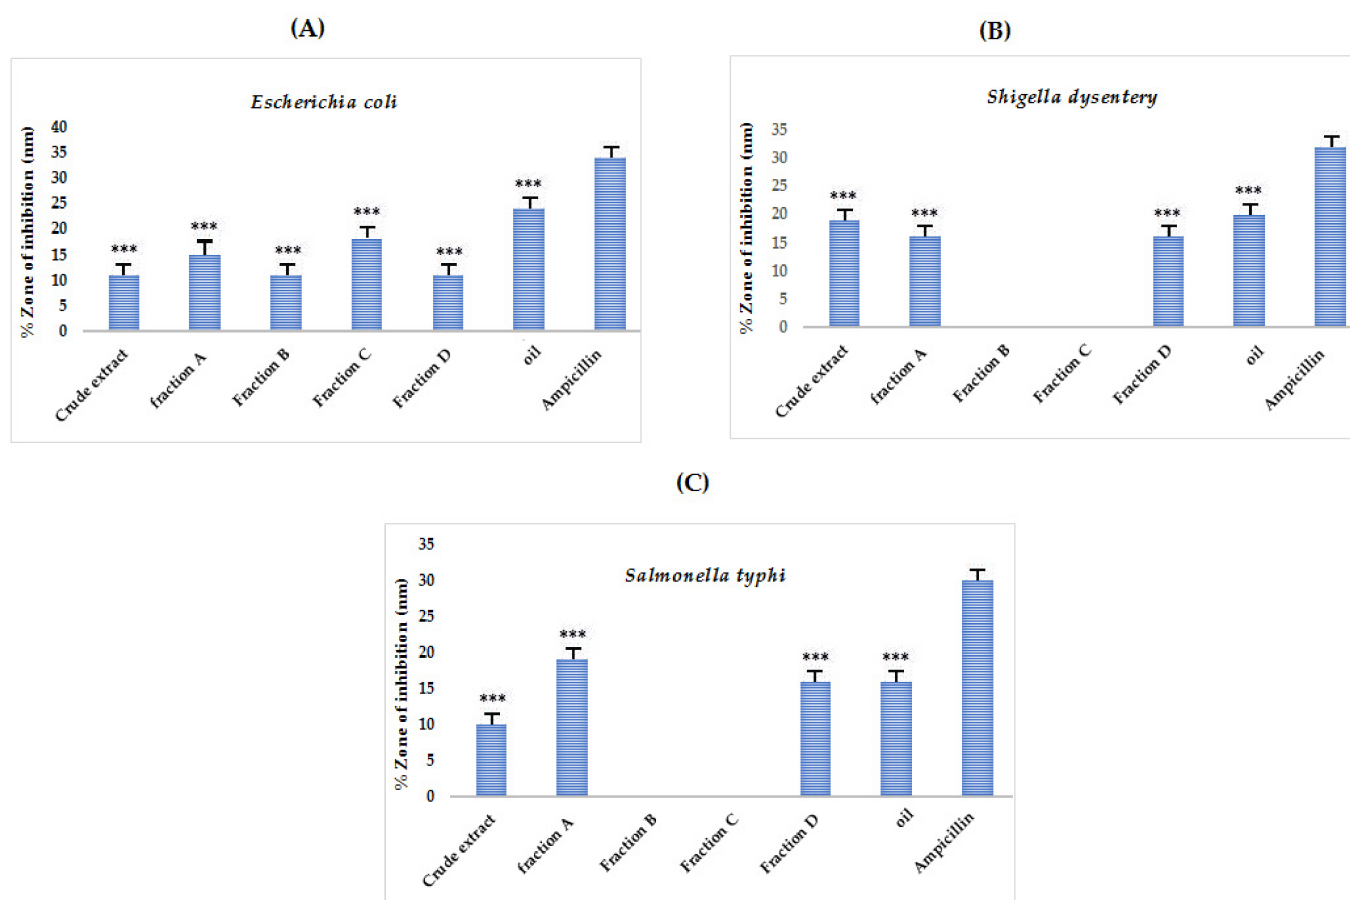 (A)
Escherichia coli
% Zone of inhibition (nm)
40
35
30
25
20
15
10
5
0
***
***
***
***
***
***
Crude extract
fraction A
Fraction B
Fraction C
Fraction D
oil
Ampicillin
(B)
Shigella dysentery
% Zone of inhibition (nm)
35
30
25
20
15
10
5
0
***
***
***
***
Crude extract
fraction A
Fraction B
Fraction C
Fraction D
oil
Ampicillin
(C)
Salmonella typhi
% Zone of inhibition (nm)
35
30
25
20
15
10
5
0
***
***
***
***
Crude extract
fraction A
Fraction B
Fraction C
Fraction D
oil
Ampicillin